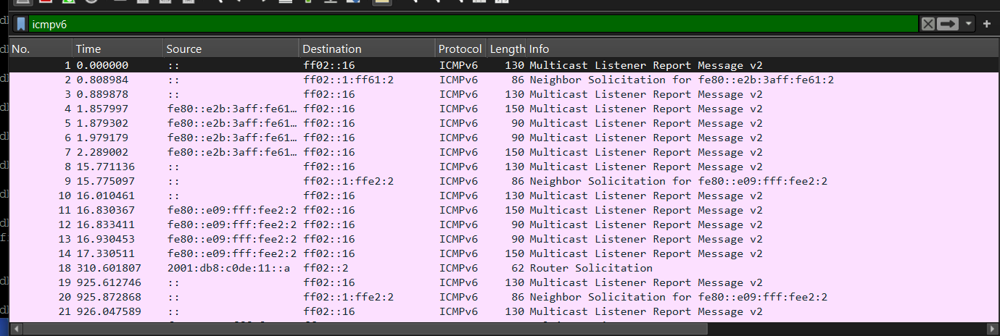 icmpv6
No. Time Source Destination Protocol Length Info
1 0.000000 :: ff02::16 ICMPv6 130 Multicast Listener Report Message v2
2 0.808984 :: ff02::1:ff61:2 ICMPv6 86 Neighbor Solicitation for fe80::e2b:3aff:fe61:2
3 0.889878 :: ff02::16 ICMPv6 130 Multicast Listener Report Message v2
4 1.857997 fe80::e2b:3aff:fe61… ff02::16 ICMPv6 150 Multicast Listener Report Message v2
5 1.879302 fe80::e2b:3aff:fe61… ff02::16 ICMPv6 90 Multicast Listener Report Message v2
6 1.979179 fe80::e2b:3aff:fe61… ff02::16 ICMPv6 90 Multicast Listener Report Message v2
7 2.289002 fe80::e2b:3aff:fe61… ff02::16 ICMPv6 150 Multicast Listener Report Message v2
8 15.771136 :: ff02::16 ICMPv6 130 Multicast Listener Report Message v2
9 15.775097 :: ff02::1:ffe2:2 ICMPv6 86 Neighbor Solicitation for fe80::e09:fff:fee2:2
10 16.010461 :: ff02::16 ICMPv6 130 Multicast Listener Report Message v2
11 16.830367 fe80::e09:fff:fee2:2 ff02::16 ICMPv6 150 Multicast Listener Report Message v2
12 16.833411 fe80::e09:fff:fee2:2 ff02::16 ICMPv6 90 Multicast Listener Report Message v2
13 16.930453 fe80::e09:fff:fee2:2 ff02::16 ICMPv6 90 Multicast Listener Report Message v2
14 17.330511 fe80::e09:fff:fee2:2 ff02::16 ICMPv6 150 Multicast Listener Report Message v2
18 310.601807 2001:db8:c0de:11::a ff02::2 ICMPv6 62 Router Solicitation
19 925.612746 :: ff02::16 ICMPv6 130 Multicast Listener Report Message v2
20 925.872868 :: ff02::1:ffe2:2 ICMPv6 86 Neighbor Solicitation for fe80::e09:fff:fee2:2
21 926.047589 :: ff02::16 ICMPv6 130 Multicast Listener Report Message v2